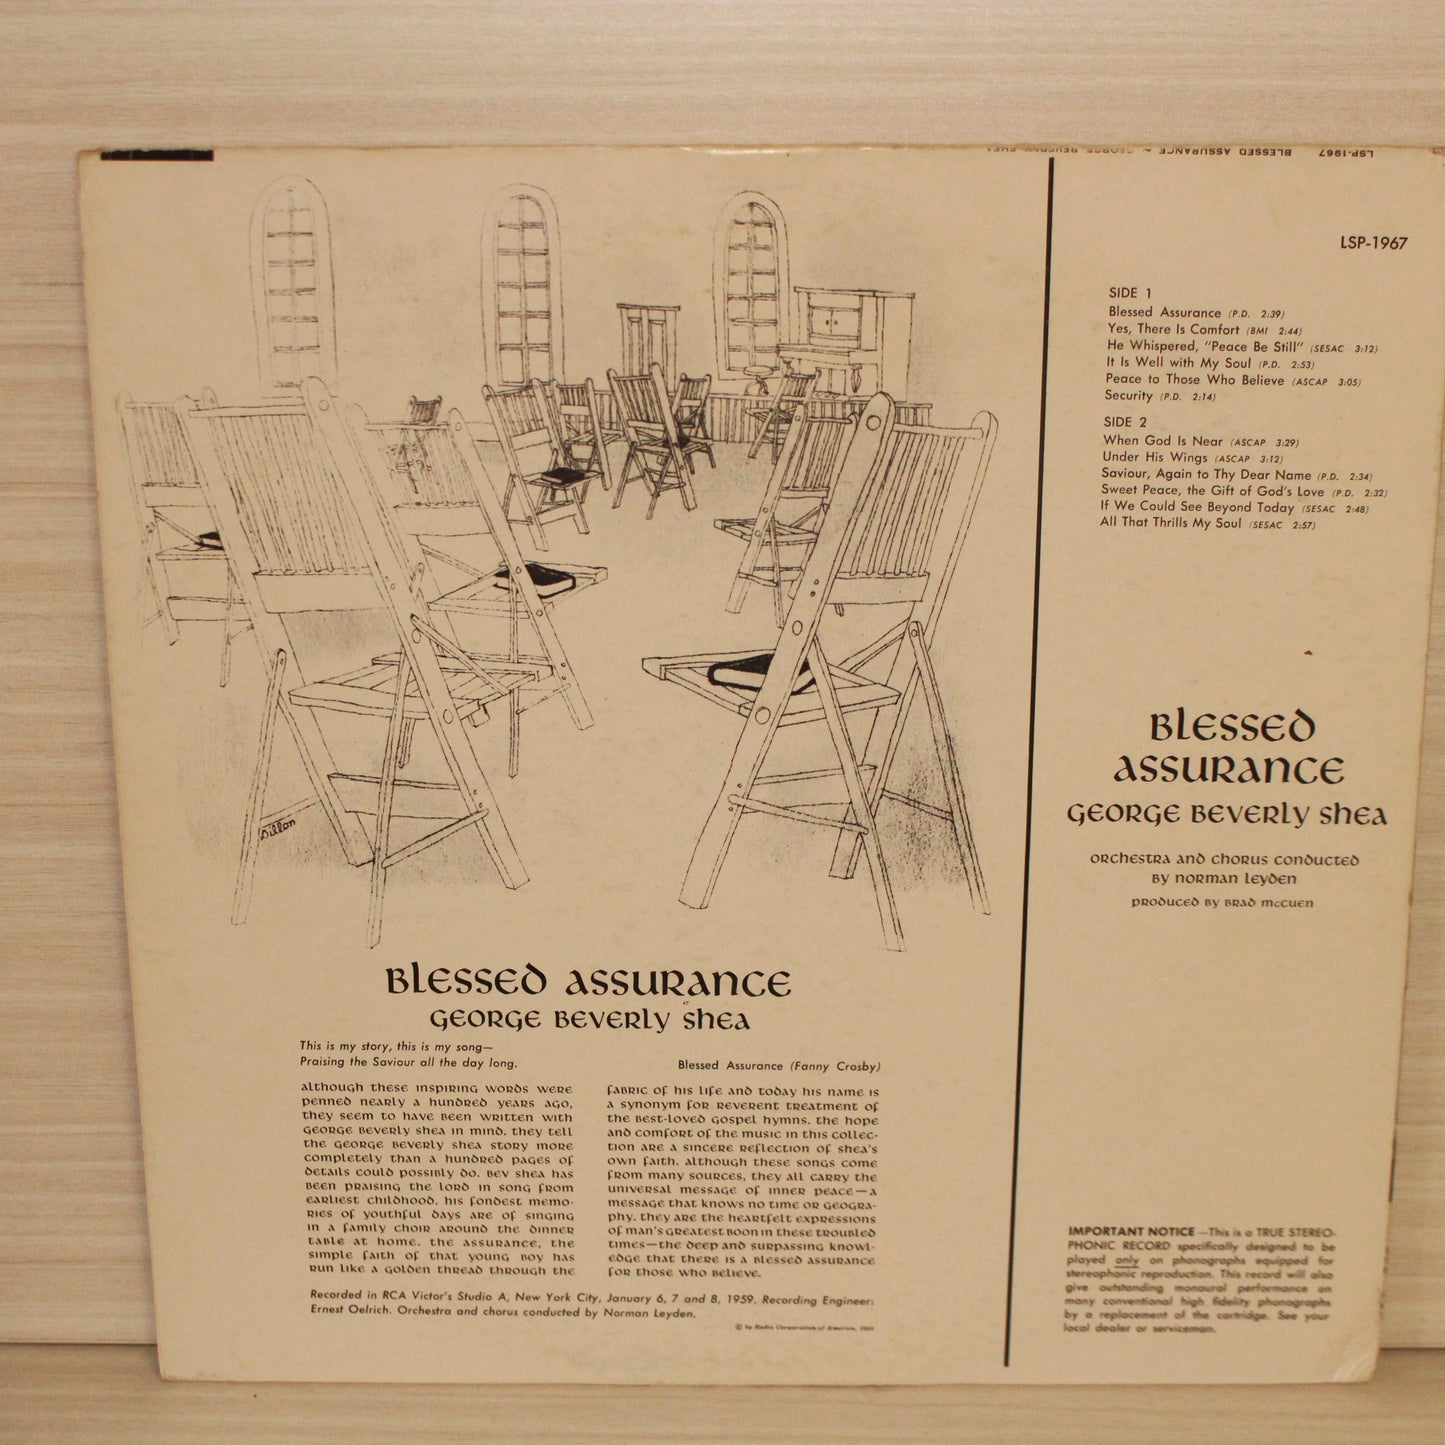 LSP-1967 BLESSED ASSURANCE ~ GEORGE BEVERLY SHEA
LSP-1967
SIDE 1
Blessed Assurance (P.D. 2:39)
Yes, There Is Comfort (BMI 2:44)
He Whispered, "Peace Be Still" (SESAC 3:12)
It Is Well with My Soul (P.D. 2:53)
Peace to Those Who Believe (ASCAP 3:05)
Security (P.D. 2:14)
SIDE 2
When God Is Near (ASCAP 3:29)
Under His Wings (ASCAP 3:12)
Saviour, Again to Thy Dear Name (P.D. 2:34)
Sweet Peace, the Gift of God's Love (P.D. 2:32)
If We Could See Beyond Today (SESAC 2:48)
All That Thrills My Soul (SESAC 2:57)
Blessed
Assurance
George Beverly Shea
Orchestra and Chorus conducted
by Norman Leyden
Produced by Brad McCuen
Dillon
Blessed Assurance
George Beverly Shea
This is my story, this is my song—
Praising the Saviour all the day long.
Blessed Assurance (Fanny Crosby)
Although these inspiring words were
penned nearly a hundred years ago,
they seem to have been written with
George Beverly Shea in mind. They tell
the George Beverly Shea story more
completely than a hundred pages of
details could possibly do. Bev Shea has
been praising the Lord in song from
earliest childhood. His fondest memo-
ries of youthful days are of singing
in a family choir around the dinner
table at home. The assurance, the
simple faith of that young boy has
run like a golden thread through the
fabric of his life and today his name is
a synonym for reverent treatment of
the best-loved gospel hymns. The hope
and comfort of the music in this collec-
tion are a sincere reflection of Shea's
own faith. Although these songs come
from many sources, they all carry the
universal message of inner peace—a
message that knows no time or geogra-
phy. They are the heartfelt expressions
of man's greatest boon in these troubled
times—the deep and surpassing knowl-
edge that there is a blessed assurance
for those who believe.
Recorded in RCA Victor's Studio A, New York City, January 6, 7 and 8, 1959. Recording Engineer:
Ernest Oelrich. Orchestra and chorus conducted by Norman Leyden.
© by Radio Corporation of America, 1959
IMPORTANT NOTICE—This is a TRUE STEREO-
PHONIC RECORD specifically designed to be
played only on phonographs equipped for
stereophonic reproduction. This record will also
give outstanding monaural performance on
many conventional high fidelity phonographs
by a replacement of the cartridge. See your
local dealer or serviceman.